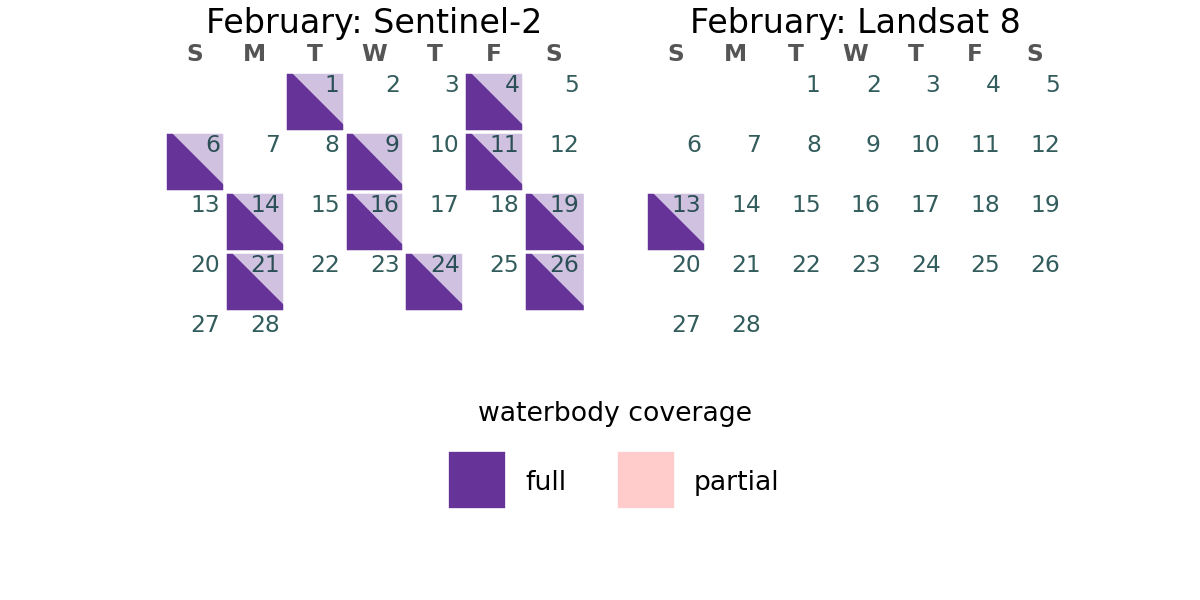 February: Sentinel-2
S M T W T F S
1 2 3 4 5
6 7 8 9 10 11 12
13 14 15 16 17 18 19
20 21 22 23 24 25 26
27 28
February: Landsat 8
S M T W T F S
1 2 3 4 5
6 7 8 9 10 11 12
13 14 15 16 17 18 19
20 21 22 23 24 25 26
27 28
waterbody coverage
full partial